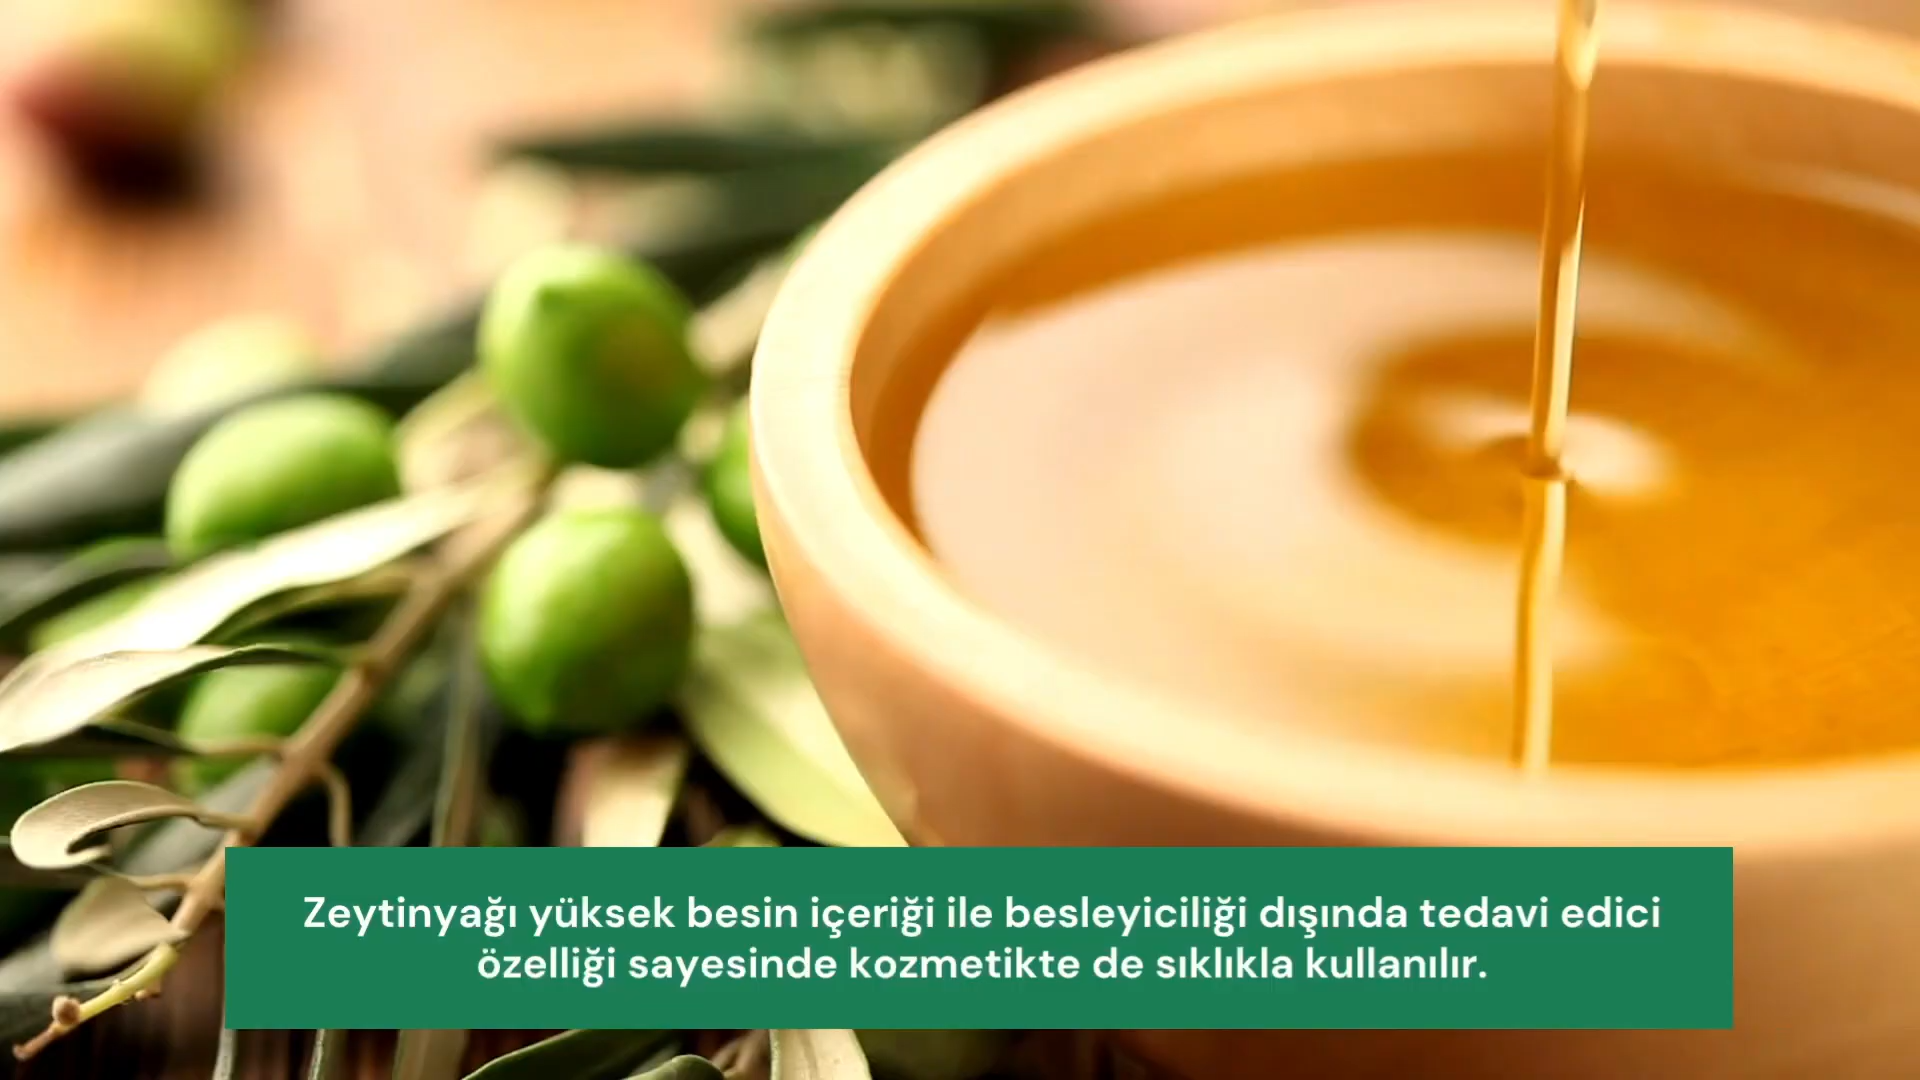 Zeytinyağı yüksek besin içeriği ile besleyiciliği dışında tedavi edici
özelliği sayesinde kozmetikte de sıklıkla kullanılır.